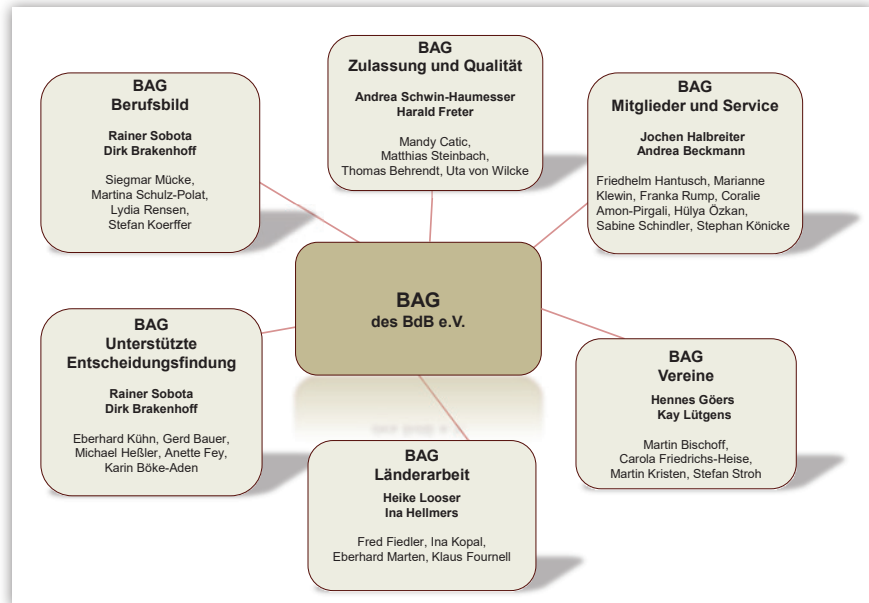 BAG
Zulassung und Qualität
Andrea Schwin-Haumesser
Harald Freter
Mandy Catic,
Matthias Steinbach,
Thomas Behrendt, Uta von Wilcke
BAG
Berufsbild
Rainer Sobota
Dirk Brakenhoff
Siegmar Mücke,
Martina Schulz-Polat,
Lydia Rensen,
Stefan Koerffer
BAG
Mitglieder und Service
Jochen Halbreiter
Andrea Beckmann
Friedhelm Hantusch, Marianne
Klewin, Franka Rump, Coralie
Amon-Pirgali, Hülya Özkan,
Sabine Schindler, Stephan Könicke
BAG
des BdB e.V.
BAG
Unterstützte
Entscheidungsfindung
Rainer Sobota
Dirk Brakenhoff
Eberhard Kühn, Gerd Bauer,
Michael Heßler, Anette Fey,
Karin Böke-Aden
BAG
Vereine
Hennes Göers
Kay Lütgens
Martin Bischoff,
Carola Friedrichs-Heise,
Martin Kristen, Stefan Stroh
BAG
Länderarbeit
Heike Looser
Ina Hellmers
Fred Fiedler, Ina Kopal,
Eberhard Marten, Klaus Fournell